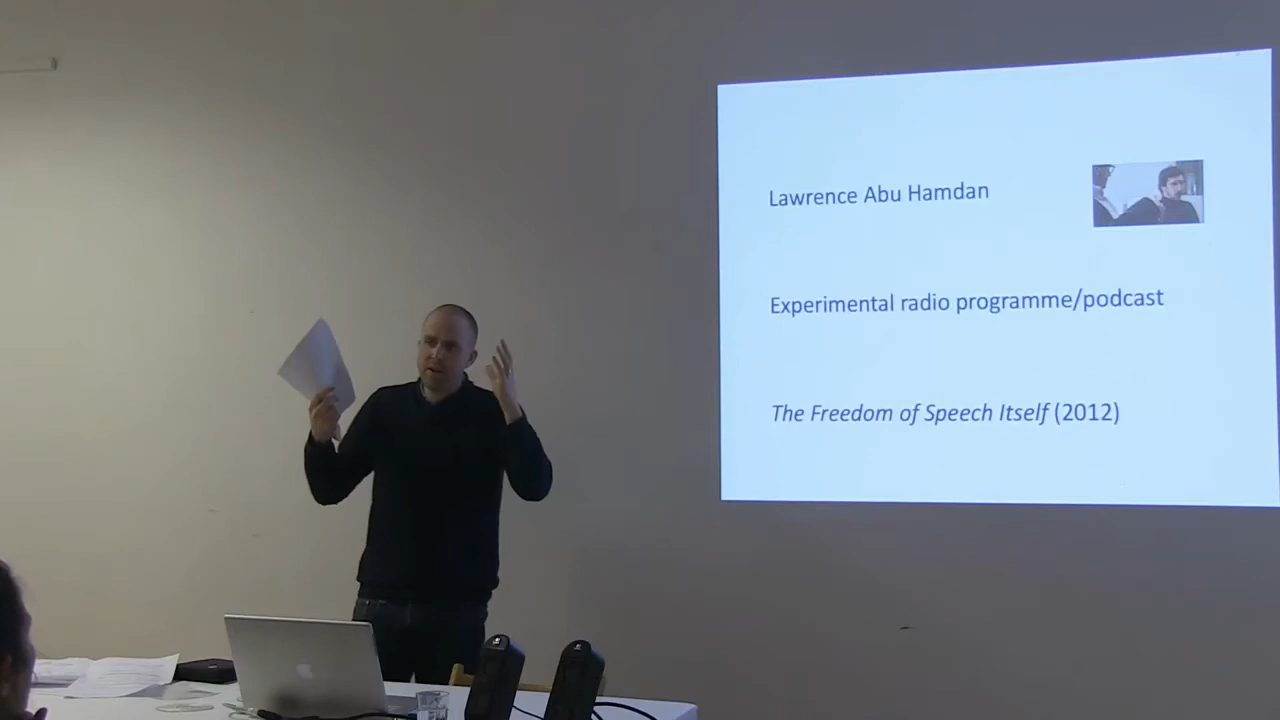 Lawrence Abu Hamdan
Experimental radio programme/podcast
The Freedom of Speech Itself (2012)